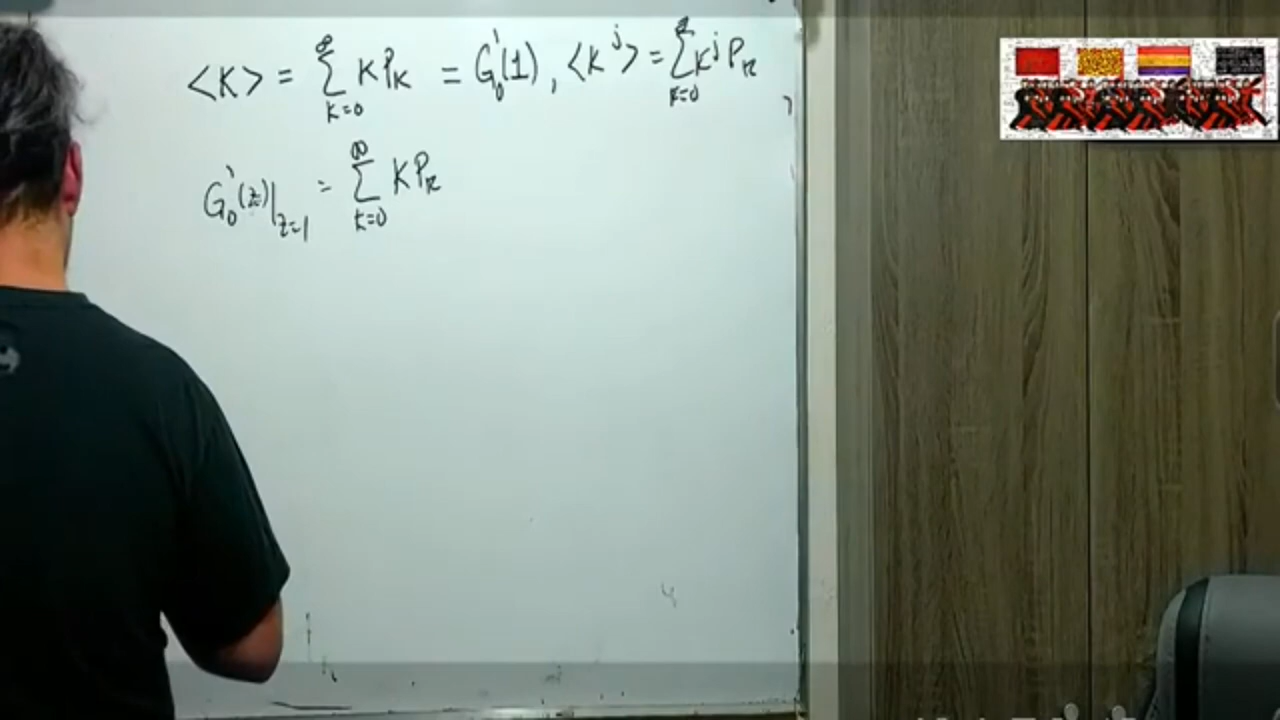 <K> = ∑_{K=0}^{∞} K P_K = G_0'(1), <K^j> = ∑_{K=0}^{∞} K^j P_K
G_0'(z)|_{z=1} = ∑_{K=0}^{∞} K P_K